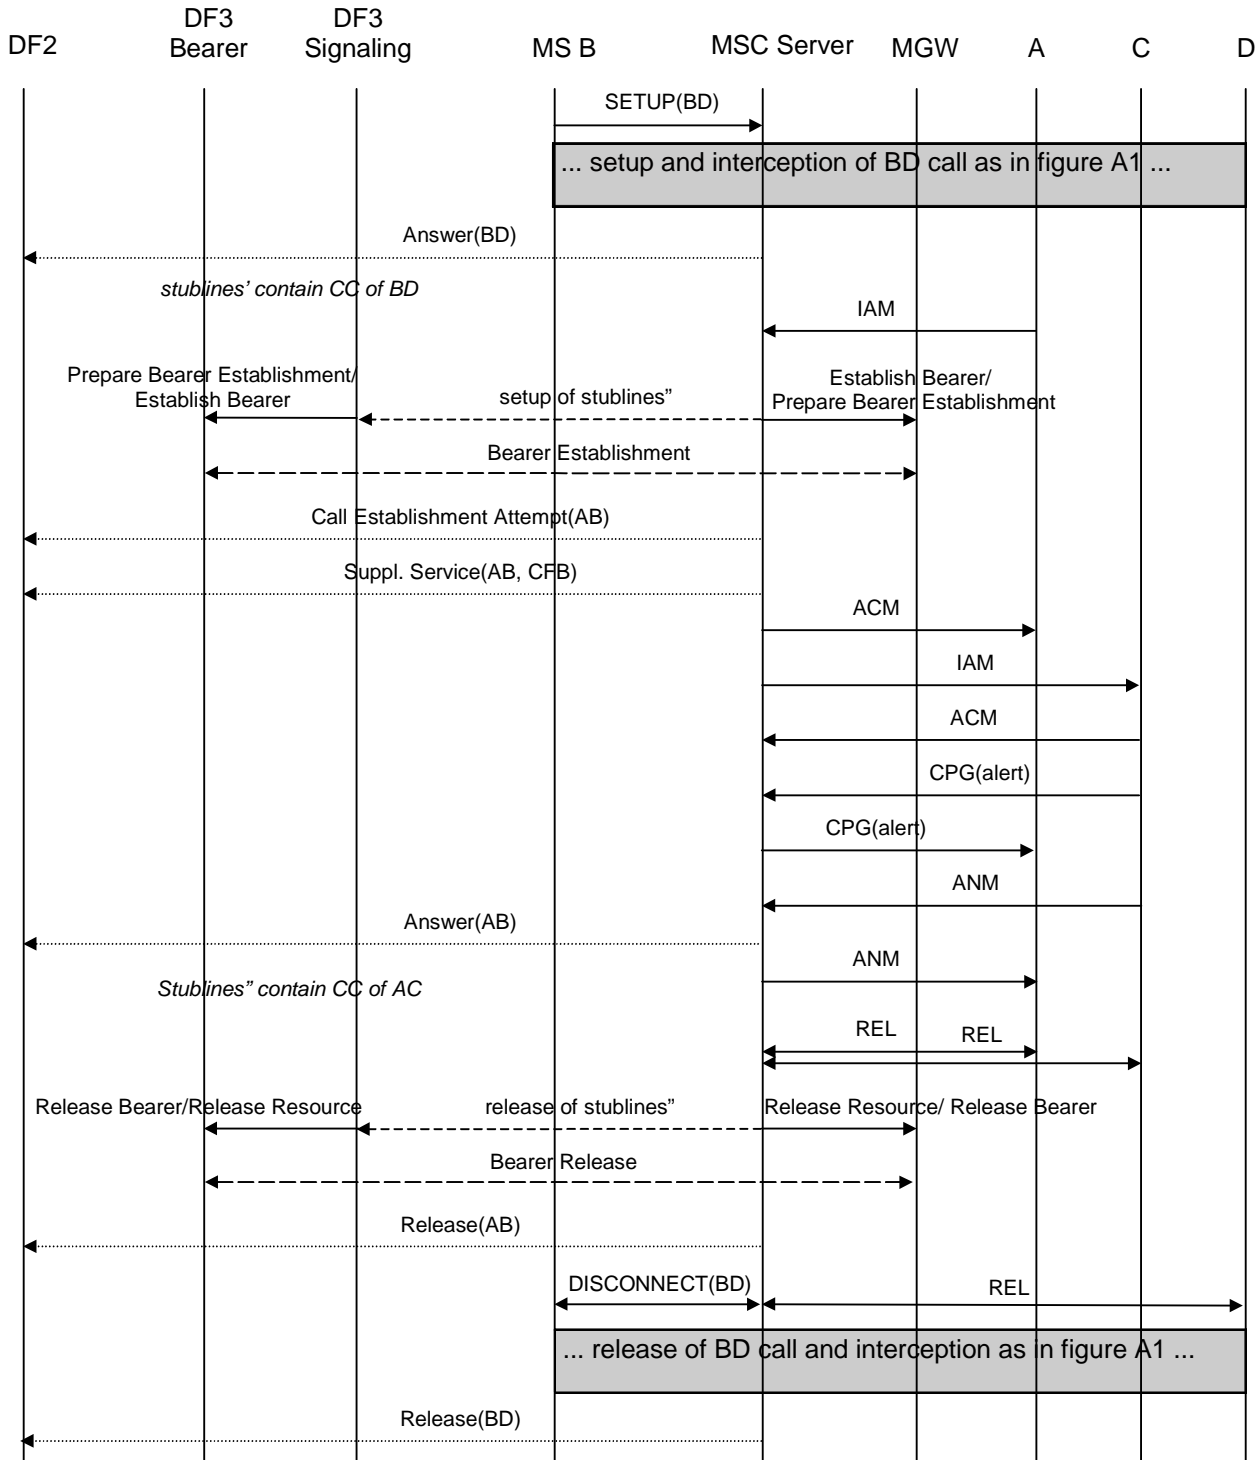 DF2
DF3
Bearer
DF3
Signaling
MS B
MSC Server
MGW
A
C
D
SETUP(BD)
... setup and interception of BD call as in figure A1 ...
Answer(BD)
stublines’ contain CC of BD
IAM
Prepare Bearer Establishment/
Establish Bearer
setup of stublines”
Establish Bearer/
Prepare Bearer Establishment
Bearer Establishment
Call Establishment Attempt(AB)
Suppl. Service(AB, CFB)
ACM
IAM
ACM
CPG(alert)
CPG(alert)
ANM
Answer(AB)
ANM
Stublines” contain CC of AC
REL
REL
Release Bearer/Release Resource
release of stublines”
Release Resource/ Release Bearer
Bearer Release
Release(AB)
DISCONNECT(BD)
REL
... release of BD call and interception as in figure A1 ...
Release(BD)